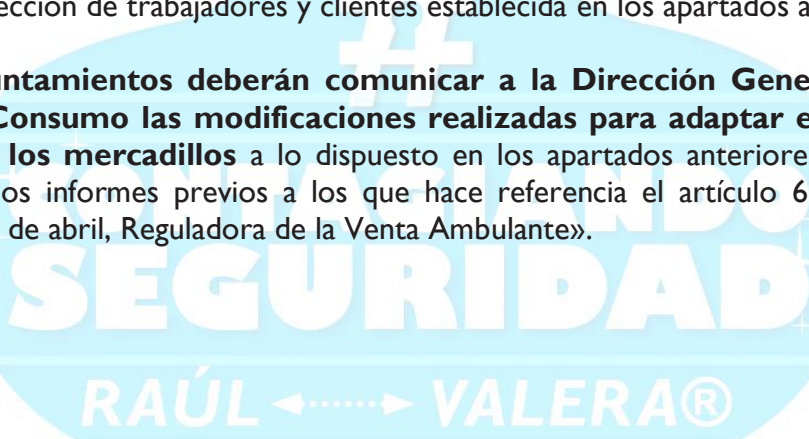 ección de trabajadores y clientes establecida en los apartados a
untamientos deberán comunicar a la Dirección Gene
Consumo las modificaciones realizadas para adaptar e
los mercadillos a lo dispuesto en los apartados anteriore
os informes previos a los que hace referencia el artículo 6
de abril, Reguladora de la Venta Ambulante».
#
CONTAGIANDO
SEGURIDAD
RAÚL VALERA®